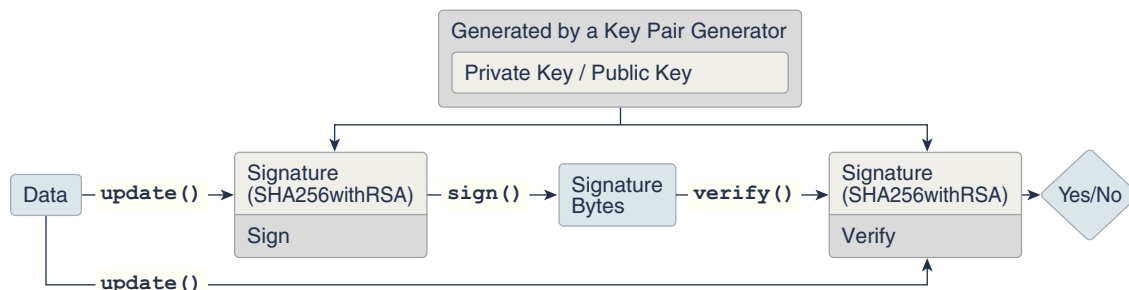 Generated by a Key Pair Generator
Private Key / Public Key
Data
update()
Signature
(SHA256withRSA)
Sign
sign()
Signature
Bytes
verify()
Signature
(SHA256withRSA)
Verify
Yes/No
update()